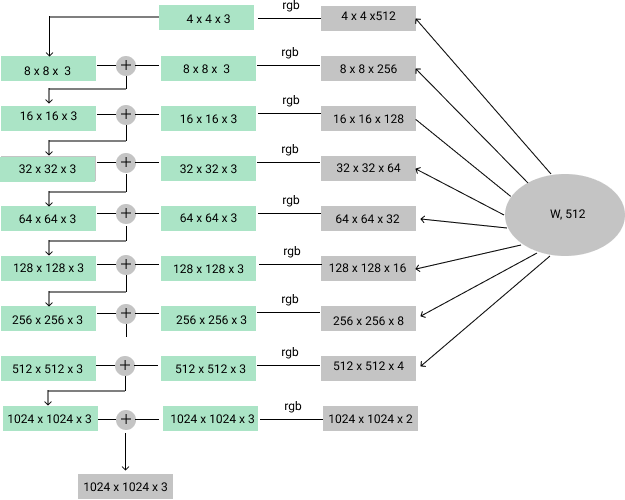 4 x 4 x 3 rgb 4 x 4 x512
8 x 8 x 3 + 8 x 8 x 3 rgb 8 x 8 x 256
16 x 16 x 3 + 16 x 16 x 3 rgb 16 x 16 x 128
32 x 32 x 3 + 32 x 32 x 3 rgb 32 x 32 x 64
W, 512
64 x 64 x 3 + 64 x 64 x 3 rgb 64 x 64 x 32
128 x 128 x 3 + 128 x 128 x 3 rgb 128 x 128 x 16
256 x 256 x 3 + 256 x 256 x 3 rgb 256 x 256 x 8
512 x 512 x 3 + 512 x 512 x 3 rgb 512 x 512 x 4
1024 x 1024 x 3 + 1024 x 1024 x 3 rgb 1024 x 1024 x 2
1024 x 1024 x 3